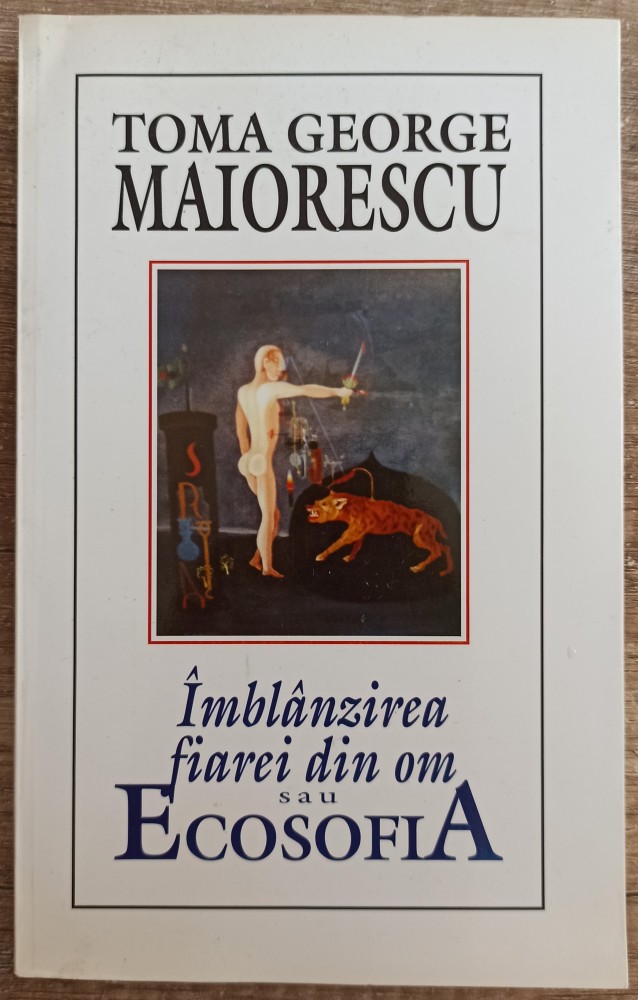 TOMA GEORGE
MAIORESCU
Îmblânzirea
fiarei din om
sau
ECOSOFIA